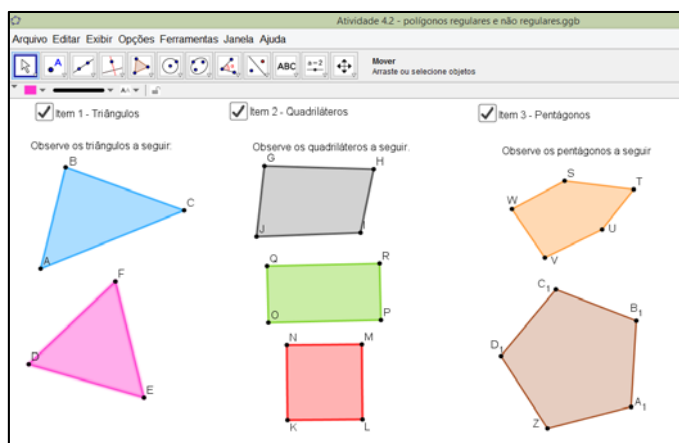 Atividade 4.2 - polígonos regulares e não regulares.ggb
Arquivo Editar Exibir Opções Ferramentas Janela Ajuda
A
ABC
a=2
Mover
Arraste ou selecione objetos
AA
Item 1 - Triângulos
Item 2 - Quadriláteros
Item 3 - Pentágonos
Observe os triângulos a seguir:
Observe os quadriláteros a seguir.
Observe os pentágonos a seguir
B
C
A
F
D
E
G
H
J
I
Q
R
O
P
N
M
K
L
S
T
W
U
V
C1
B1
D1
A1
Z